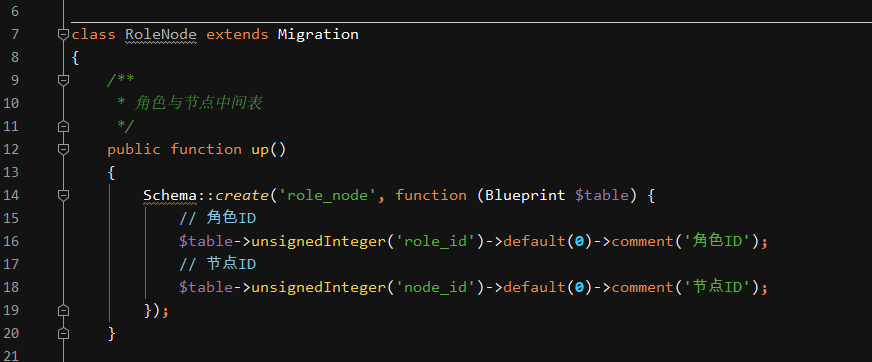 6
7 class RoleNode extends Migration
8 {
9 /**
10 * 角色与节点中间表
11 */
12 public function up()
13 {
14 Schema::create('role_node', function (Blueprint $table) {
15 // 角色ID
16 $table->unsignedInteger('role_id')->default(0)->comment('角色ID');
17 // 节点ID
18 $table->unsignedInteger('node_id')->default(0)->comment('节点ID');
19 });
20 }
21